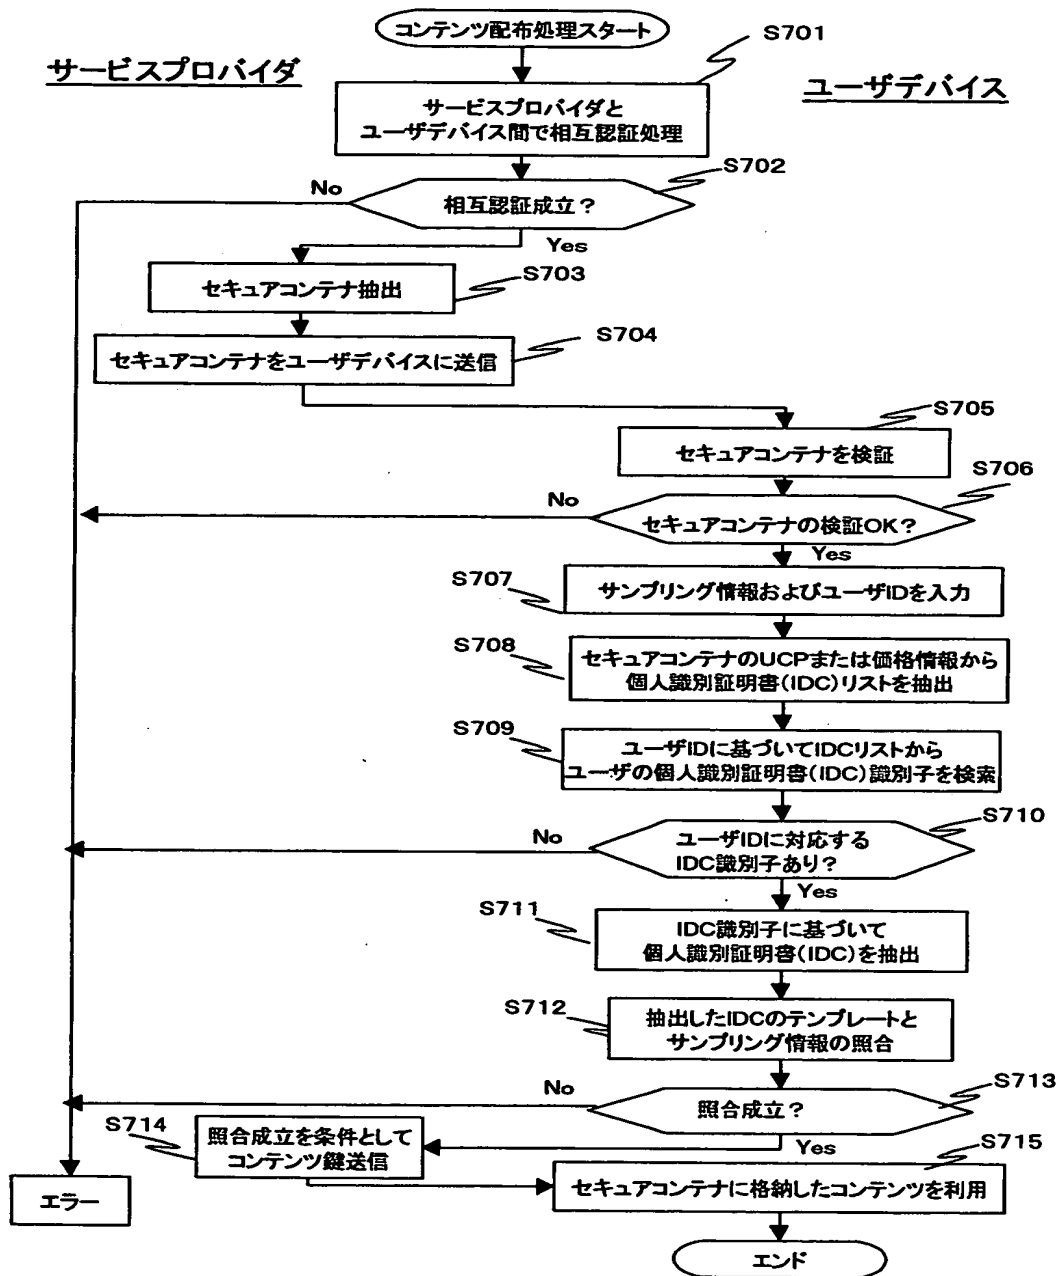 コンテンツ配布処理スタート
S701
サービスプロバイダ
ユーザデバイス
サービスプロバイダと
ユーザデバイス間で相互認証処理
S702
No
相互認証成立？
Yes
S703
セキュアコンテナ抽出
S704
セキュアコンテナをユーザデバイスに送信
S705
セキュアコンテナを検証
S706
No
セキュアコンテナの検証OK？
Yes
S707
サンプリング情報およびユーザIDを入力
S708
セキュアコンテナのUCPまたは価格情報から
個人識別証明書(IDC)リストを抽出
S709
ユーザIDに基づいてIDCリストから
ユーザの個人識別証明書(IDC)識別子を検索
S710
No
ユーザIDに対応する
IDC識別子あり？
Yes
S711
IDC識別子に基づいて
個人識別証明書(IDC)を抽出
S712
抽出したIDCのテンプレートと
サンプリング情報の照合
S713
No
照合成立？
Yes
S714
照合成立を条件として
コンテンツ鍵送信
S715
セキュアコンテナに格納したコンテンツを利用
エラー
エンド